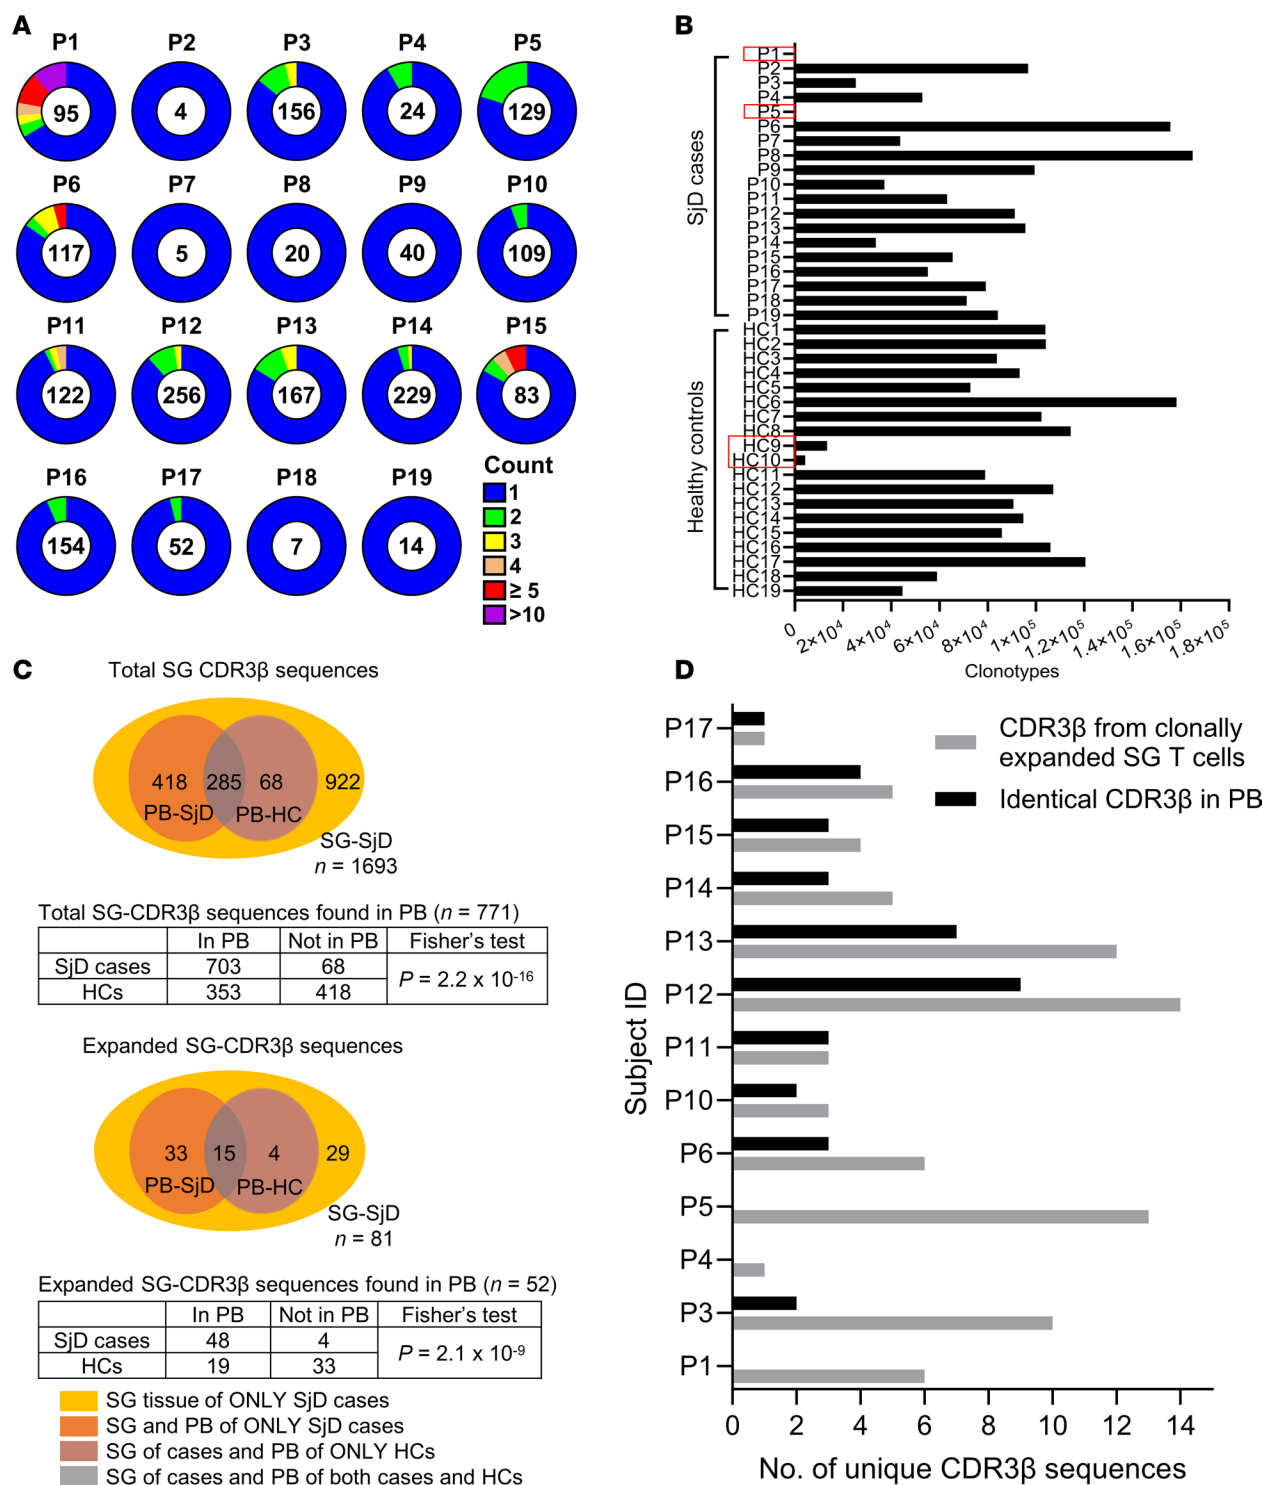 A
P1 P2 P3 P4 P5
95 4 156 24 129
P6 P7 P8 P9 P10
117 5 20 40 109
P11 P12 P13 P14 P15
122 256 167 229 83
P16 P17 P18 P19
154 52 7 14
Count
1
2
3
4
≥ 5
>10
B
SjD cases
P1
P2
P3
P4
P5
P6
P7
P8
P9
P10
P11
P12
P13
P14
P15
P16
P17
P18
P19
Healthy controls
HC1
HC2
HC3
HC4
HC5
HC6
HC7
HC8
HC9
HC10
HC11
HC12
HC13
HC14
HC15
HC16
HC17
HC18
HC19
0 2×10⁴ 4×10⁴ 6×10⁴ 8×10⁴ 1×10⁵ 1.2×10⁵ 1.4×10⁵ 1.6×10⁵ 1.8×10⁵
Clonotypes
C
Total SG CDR3β sequences
418 285 68 922
PB-SjD PB-HC
SG-SjD
n = 1693
Total SG-CDR3β sequences found in PB (n = 771)
In PB Not in PB Fisher's test
SjD cases 703 68 P = 2.2 x 10⁻¹⁶
HCs 353 418
Expanded SG-CDR3β sequences
33 15 4 29
PB-SjD PB-HC
SG-SjD
n = 81
Expanded SG-CDR3β sequences found in PB (n = 52)
In PB Not in PB Fisher's test
SjD cases 48 4 P = 2.1 x 10⁻⁹
HCs 19 33
SG tissue of ONLY SjD cases
SG and PB of ONLY SjD cases
SG of cases and PB of ONLY HCs
SG of cases and PB of both cases and HCs
D
CDR3β from clonally
expanded SG T cells
Identical CDR3β in PB
Subject ID
P17
P16
P15
P14
P13
P12
P11
P10
P6
P5
P4
P3
P1
0 2 4 6 8 10 12 14
No. of unique CDR3β sequences